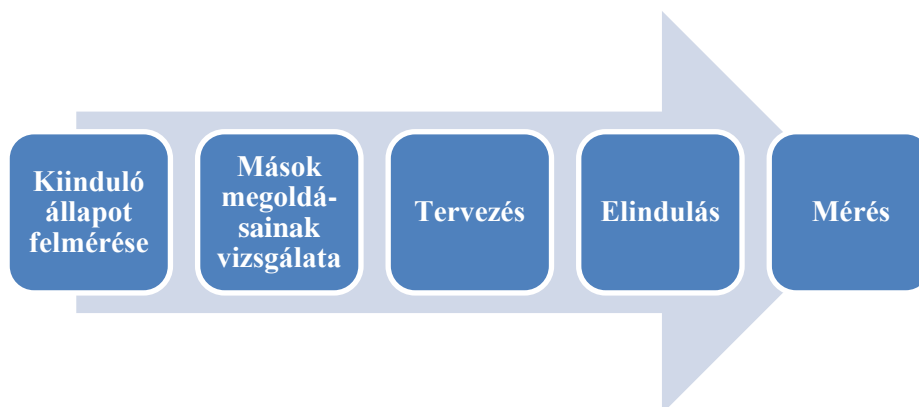 Kiinduló
állapot
felmérése
Mások
megoldá-
sainak
vizsgálata
Tervezés
Elindulás
Mérés